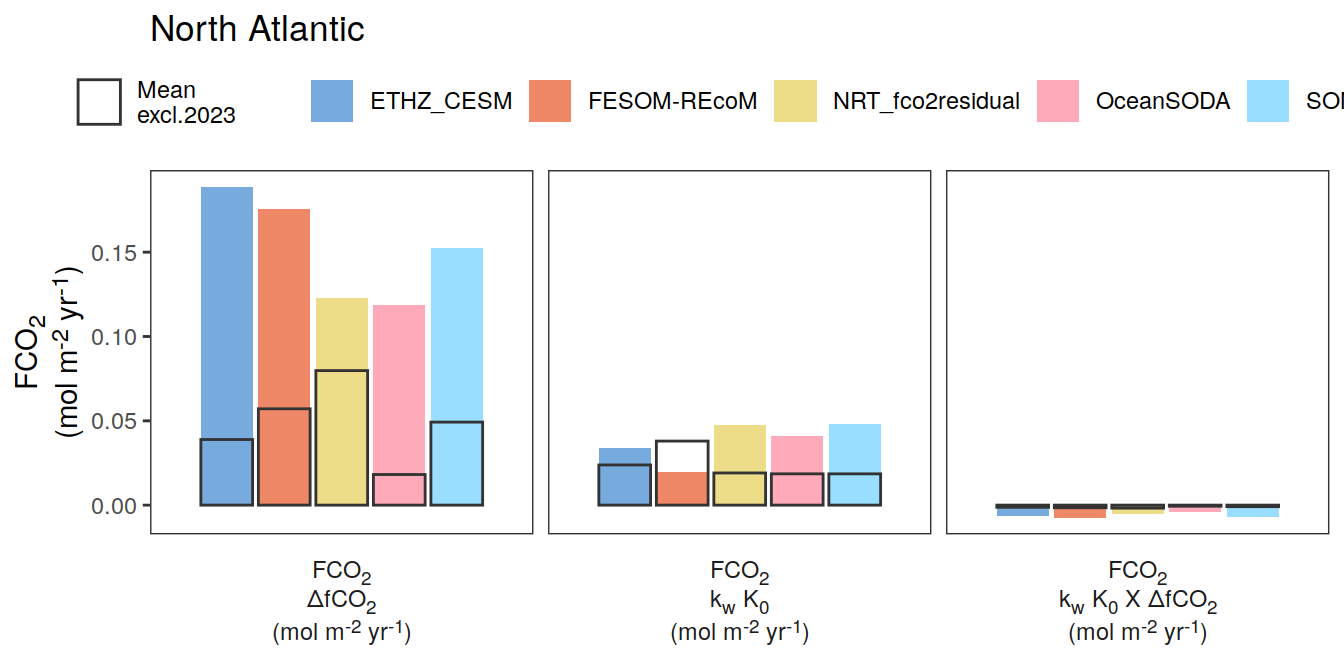 North Atlantic
Mean
excl.2023
ETHZ_CESM
FESOM-REcoM
NRT_fco2residual
OceanSODA
FCO₂
(mol m⁻² yr⁻¹)
0.15
0.10
0.05
0.00
FCO₂
ΔfCO₂
(mol m⁻² yr⁻¹)
FCO₂
k_w K₀
(mol m⁻² yr⁻¹)
FCO₂
k_w K₀ X ΔfCO₂
(mol m⁻² yr⁻¹)